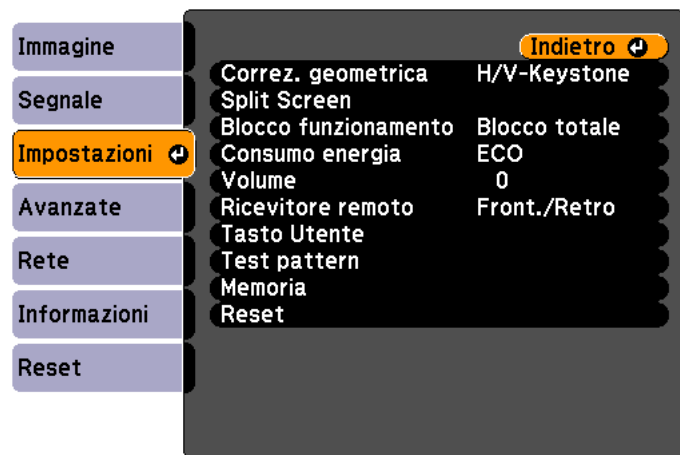 Immagine
Segnale
Impostazioni
Avanzate
Rete
Informazioni
Reset
Indietro
Correz. geometrica H/V-Keystone
Split Screen
Blocco funzionamento Blocco totale
Consumo energia ECO
Volume 0
Ricevitore remoto Front./Retro
Tasto Utente
Test pattern
Memoria
Reset